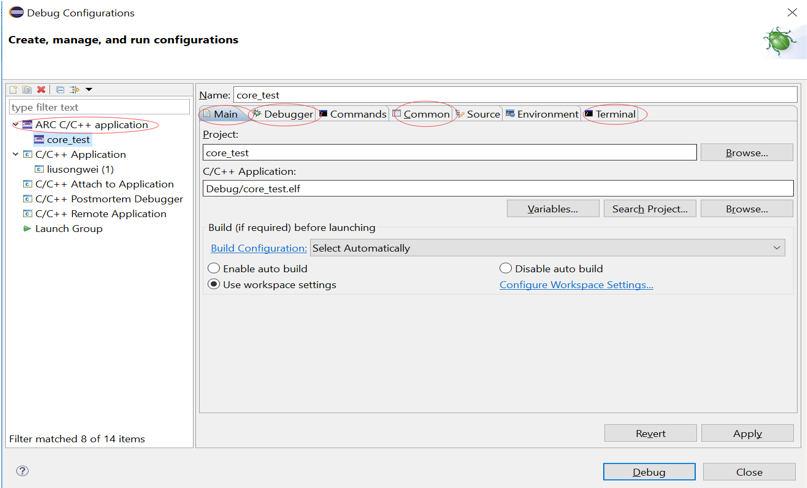 Debug Configurations
Create, manage, and run configurations
type filter text
ARC C/C++ application
core_test
C/C++ Application
liusongwei (1)
C/C++ Attach to Application
C/C++ Postmortem Debugger
C/C++ Remote Application
Launch Group
Filter matched 8 of 14 items
Name: core_test
Main Debugger Commands Common Source Environment Terminal
Project:
core_test Browse...
C/C++ Application:
Debug/core_test.elf
Variables... Search Project... Browse...
Build (if required) before launching
Build Configuration: Select Automatically
Enable auto build Disable auto build
Use workspace settings Configure Workspace Settings...
Revert Apply
Debug Close